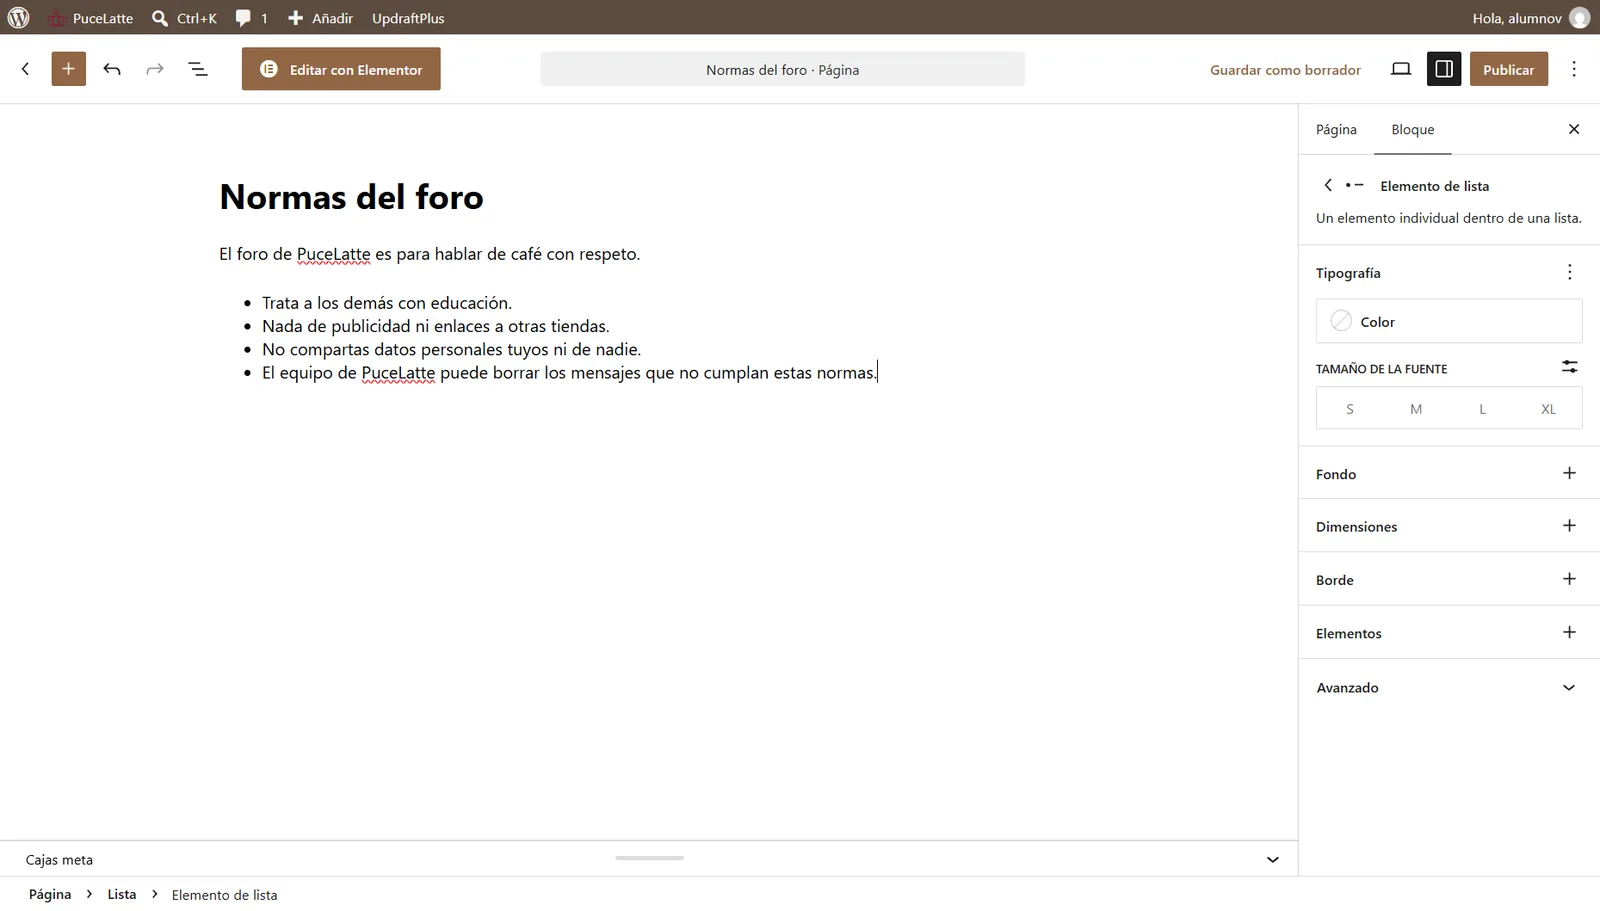 PuceLatte Ctrl+K 1 Añadir UpdraftPlus Hola, alumnov
Editar con Elementor Normas del foro · Página Guardar como borrador Publicar
Página Bloque
Elemento de lista
Un elemento individual dentro de una lista.
Normas del foro
El foro de PuceLatte es para hablar de café con respeto.
• Trata a los demás con educación.
• Nada de publicidad ni enlaces a otras tiendas.
• No compartas datos personales tuyos ni de nadie.
• El equipo de PuceLatte puede borrar los mensajes que no cumplan estas normas.
Tipografía
Color
TAMAÑO DE LA FUENTE
S M L XL
Fondo
Dimensiones
Borde
Elementos
Avanzado
Cajas meta
Página > Lista > Elemento de lista